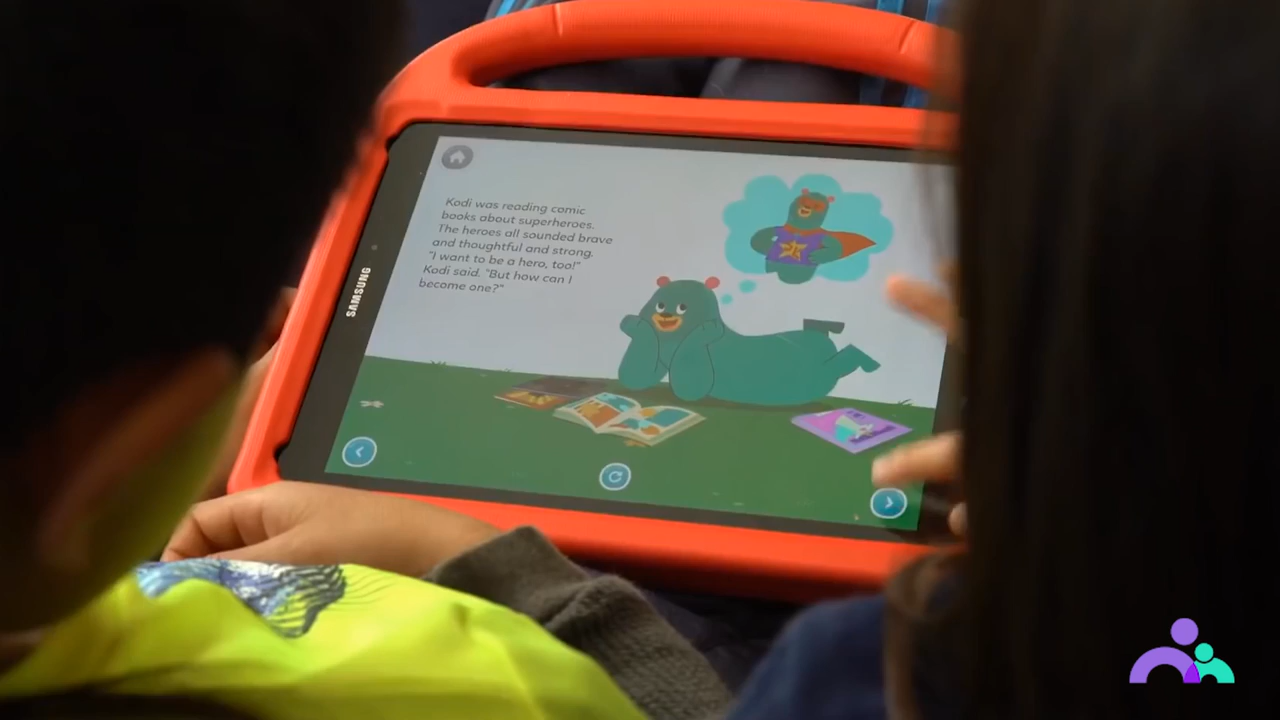 Kodi was reading comic
books about superheroes.
The heroes all sounded brave
and thoughtful and strong.
"I want to be a hero, too!"
Kodi said. "But how can I
become one?"
SAMSUNG